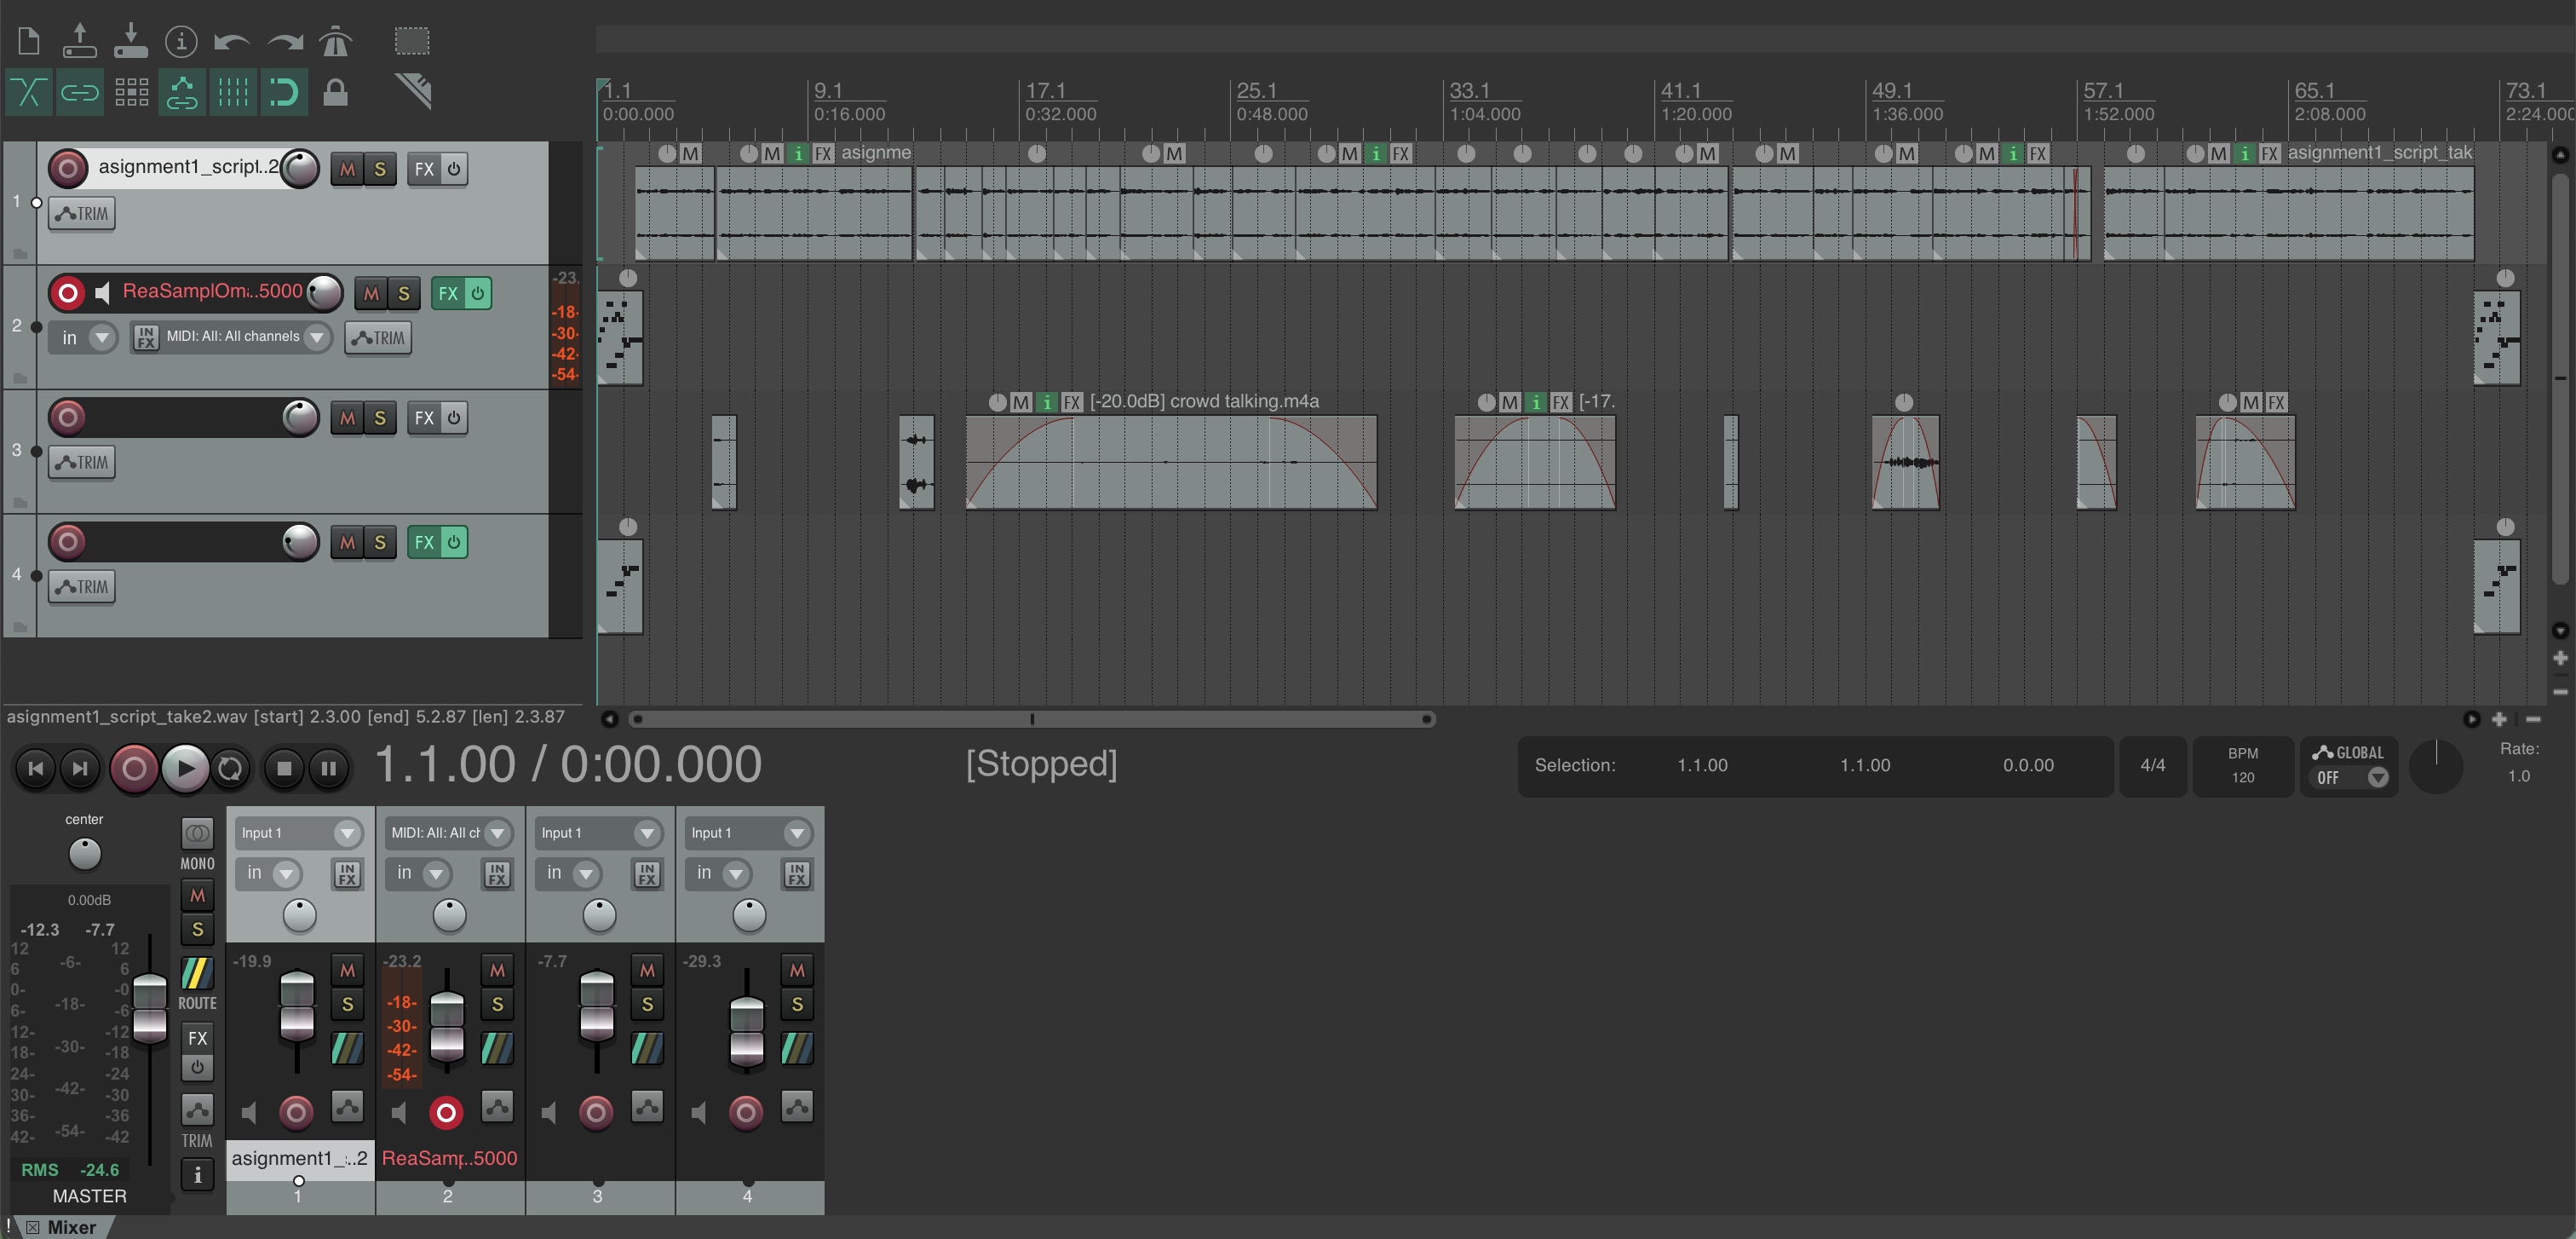 1.1 9.1 17.1 25.1 33.1 41.1 49.1 57.1 65.1 73.1
0:00.000 0:16.000 0:32.000 0:48.000 1:04.000 1:20.000 1:36.000 1:52.000 2:08.000 2:24.000
M M i FX asignme M M i FX M M M M i FX M i FX asignment1_script_tak
1 asignment1_script..2 M S FX
TRIM
2 ReaSamplOm:..5000 M S FX
in IN FX MIDI: All: All channels TRIM
-23.
-18-
-30-
-42-
-54-
M i FX [-20.0dB] crowd talking.m4a M i FX [-17. M FX
3 M S FX
TRIM
4 M S FX
TRIM
asignment1_script_take2.wav [start] 2.3.00 [end] 5.2.87 [len] 2.3.87
1.1.00 / 0:00.000 [Stopped]
Selection: 1.1.00 1.1.00 0.0.00 4/4
BPM
120
GLOBAL
OFF
Rate:
1.0
center
MONO
M
S
ROUTE
FX
TRIM
i
0.00dB
-12.3 -7.7
12 12
6 -6- 6
0- -0
6- -18- -6
12- -12
18- -30- -18
24- -24
30- -42- -30
36- -36
42- -54- -42
RMS -24.6
MASTER
Input 1 MIDI: All: All ch Input 1 Input 1
in IN FX in IN FX in IN FX in IN FX
-19.9 M -23.2 M -7.7 M -29.3 M
S S S S
-18-
-30-
-42-
-54-
asignment1_:..2 ReaSamp..5000
1 2 3 4
! Mixer